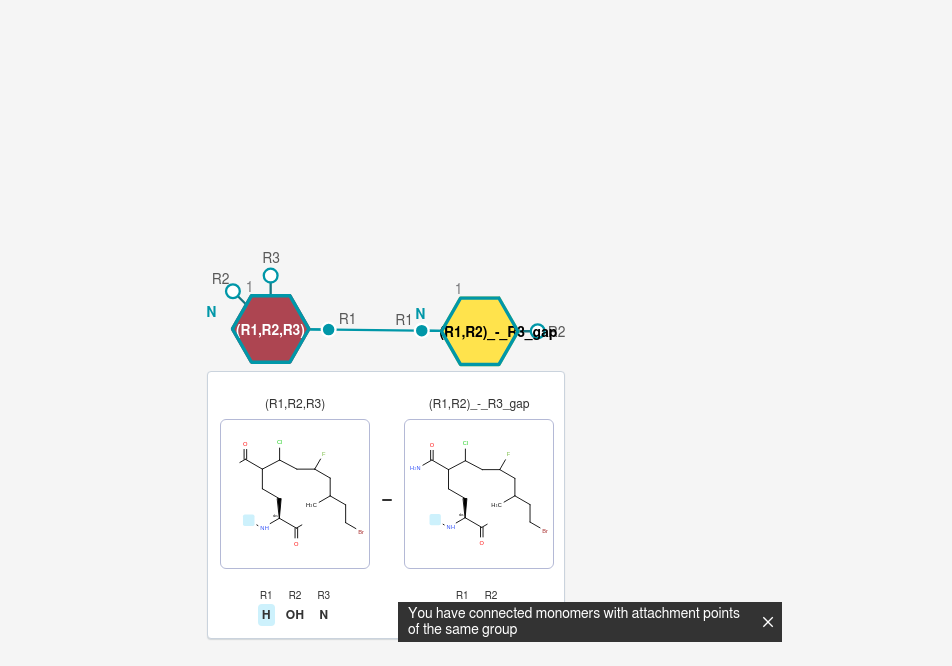 R3
R2
1
1
N
R1
R1
N
(R1,R2,R3)
(R1,R2)_-_R3_gap
R2
(R1,R2,R3)
(R1,R2)_-_R3_gap
O
Cl
F
H₃C
NH
O
Br
–
O
Cl
F
H₂N
H₃C
NH
O
Br
R1 R2 R3
R1 R2
H OH N
You have connected monomers with attachment points
of the same group